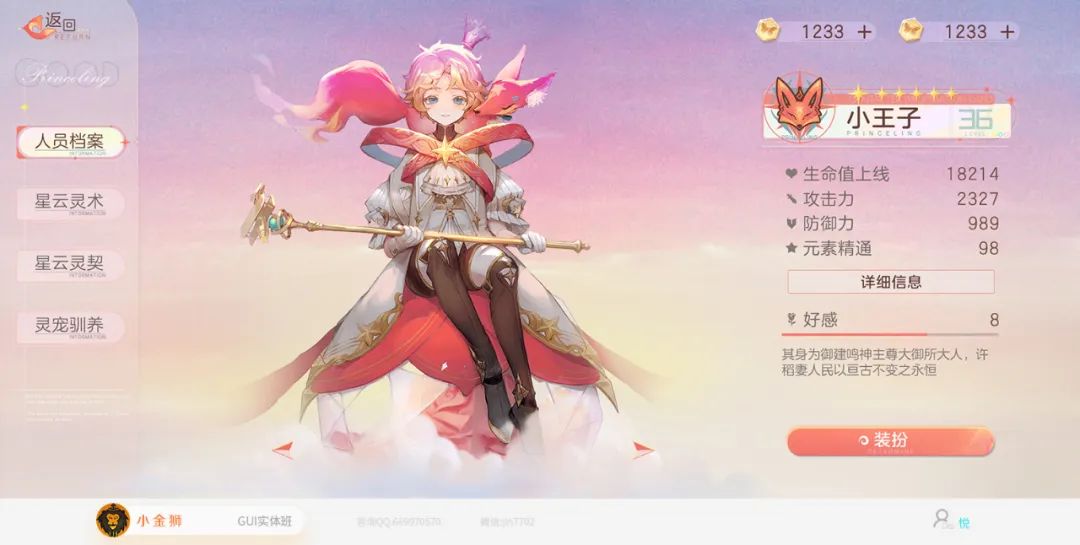 返回
RETURN
Princeling
人员档案
INFORMATION
星云灵术
INFORMATION
星云灵契
INFORMATION
灵宠驯养
INFORMATION
1233 +
1233 +
小王子
PRINCELING
36
LEVEL
生命值上线 18214
攻击力 2327
防御力 989
元素精通 98
详细信息
好感 8
其身为御建鸣神主尊大御所大人，许
稻妻人民以亘古不变之永恒
装扮
小金狮
GUI实体班
咨询QQ:669970570
悦